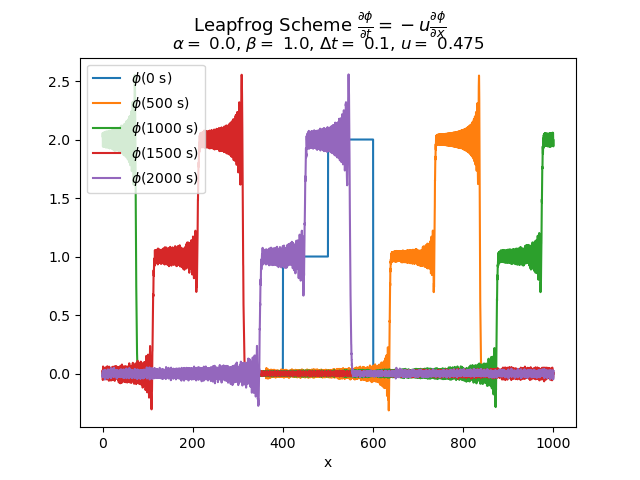 Leapfrog Scheme ∂ϕ/∂t = −u ∂ϕ/∂x
α = 0.0, β = 1.0, Δt = 0.1, u = 0.475
ϕ(0 s)
ϕ(500 s)
ϕ(1000 s)
ϕ(1500 s)
ϕ(2000 s)
2.5
2.0
1.5
1.0
0.5
0.0
0 200 400 600 800 1000
x